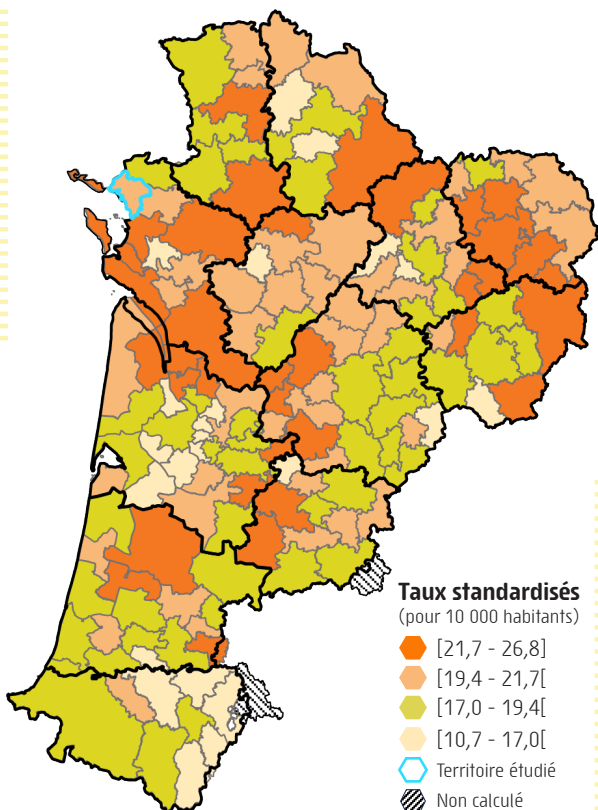 Taux standardisés
(pour 10 000 habitants)
[21,7 - 26,8]
[19,4 - 21,7[
[17,0 - 19,4[
[10,7 - 17,0[
Territoire étudié
Non calculé